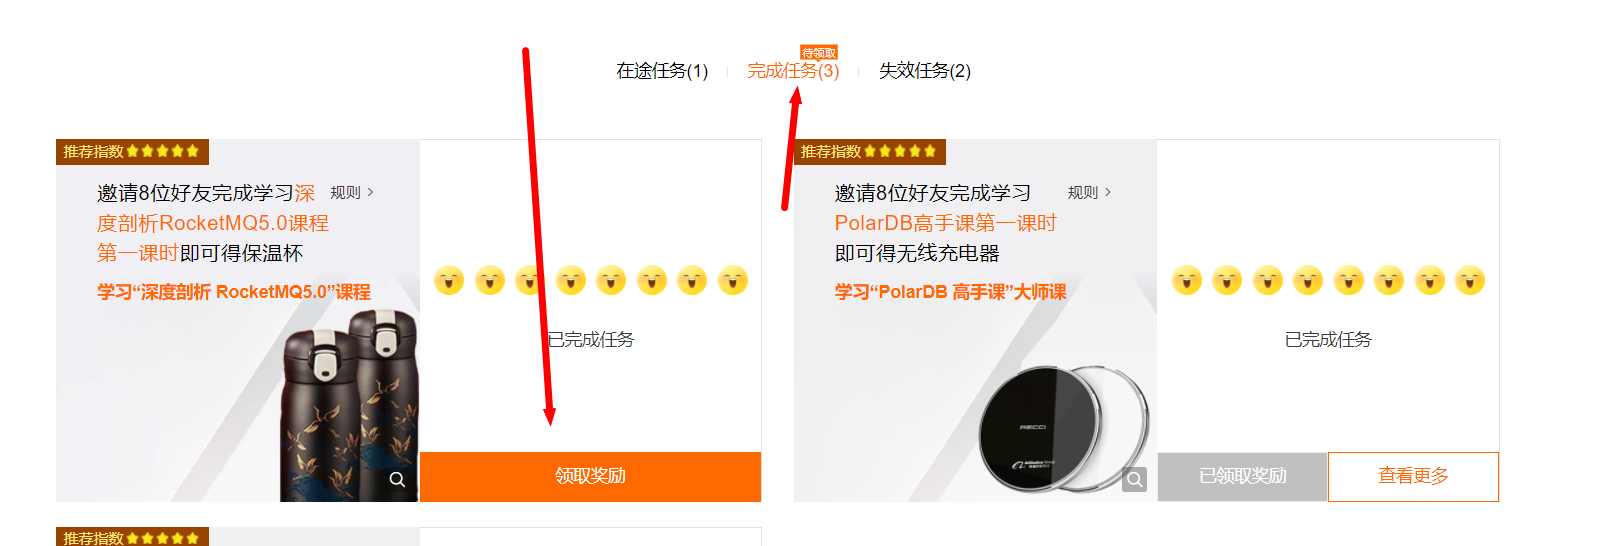 待领取
在途任务(1)
完成任务(3)
失效任务(2)
推荐指数
邀请8位好友完成学习深
度剖析RocketMQ5.0课程
第一课时即可得保温杯
规则
学习“深度剖析 RocketMQ5.0”课程
已完成任务
领取奖励
推荐指数
邀请8位好友完成学习
PolarDB高手课第一课时
即可得无线充电器
规则
学习“PolarDB 高手课”大师课
RECCI
Alibaba Group
已完成任务
已领取奖励
查看更多
推荐指数